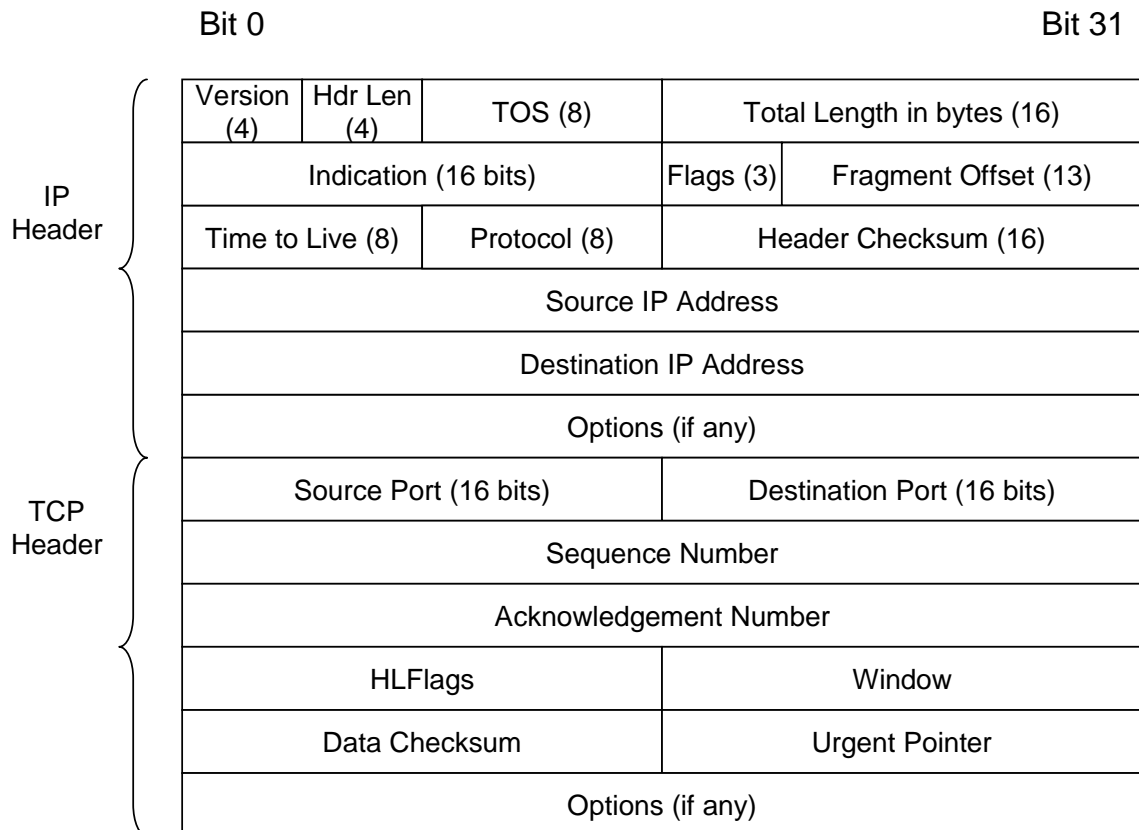 Bit 0
Bit 31
Version
(4)
Hdr Len
(4)
TOS (8)
Total Length in bytes (16)
Indication (16 bits)
Flags (3)
Fragment Offset (13)
IP
Header
Time to Live (8)
Protocol (8)
Header Checksum (16)
Source IP Address
Destination IP Address
Options (if any)
Source Port (16 bits)
Destination Port (16 bits)
TCP
Header
Sequence Number
Acknowledgement Number
HLFlags
Window
Data Checksum
Urgent Pointer
Options (if any)